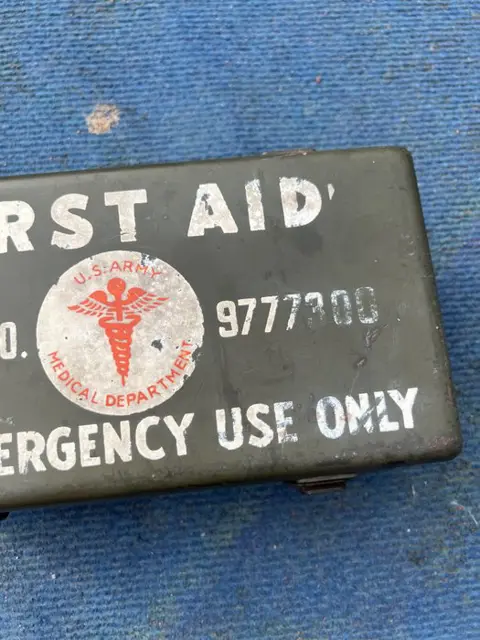 RST AID
U.S. ARMY
O. 9777300
MEDICAL DEPARTMENT
ERGENCY USE ONLY